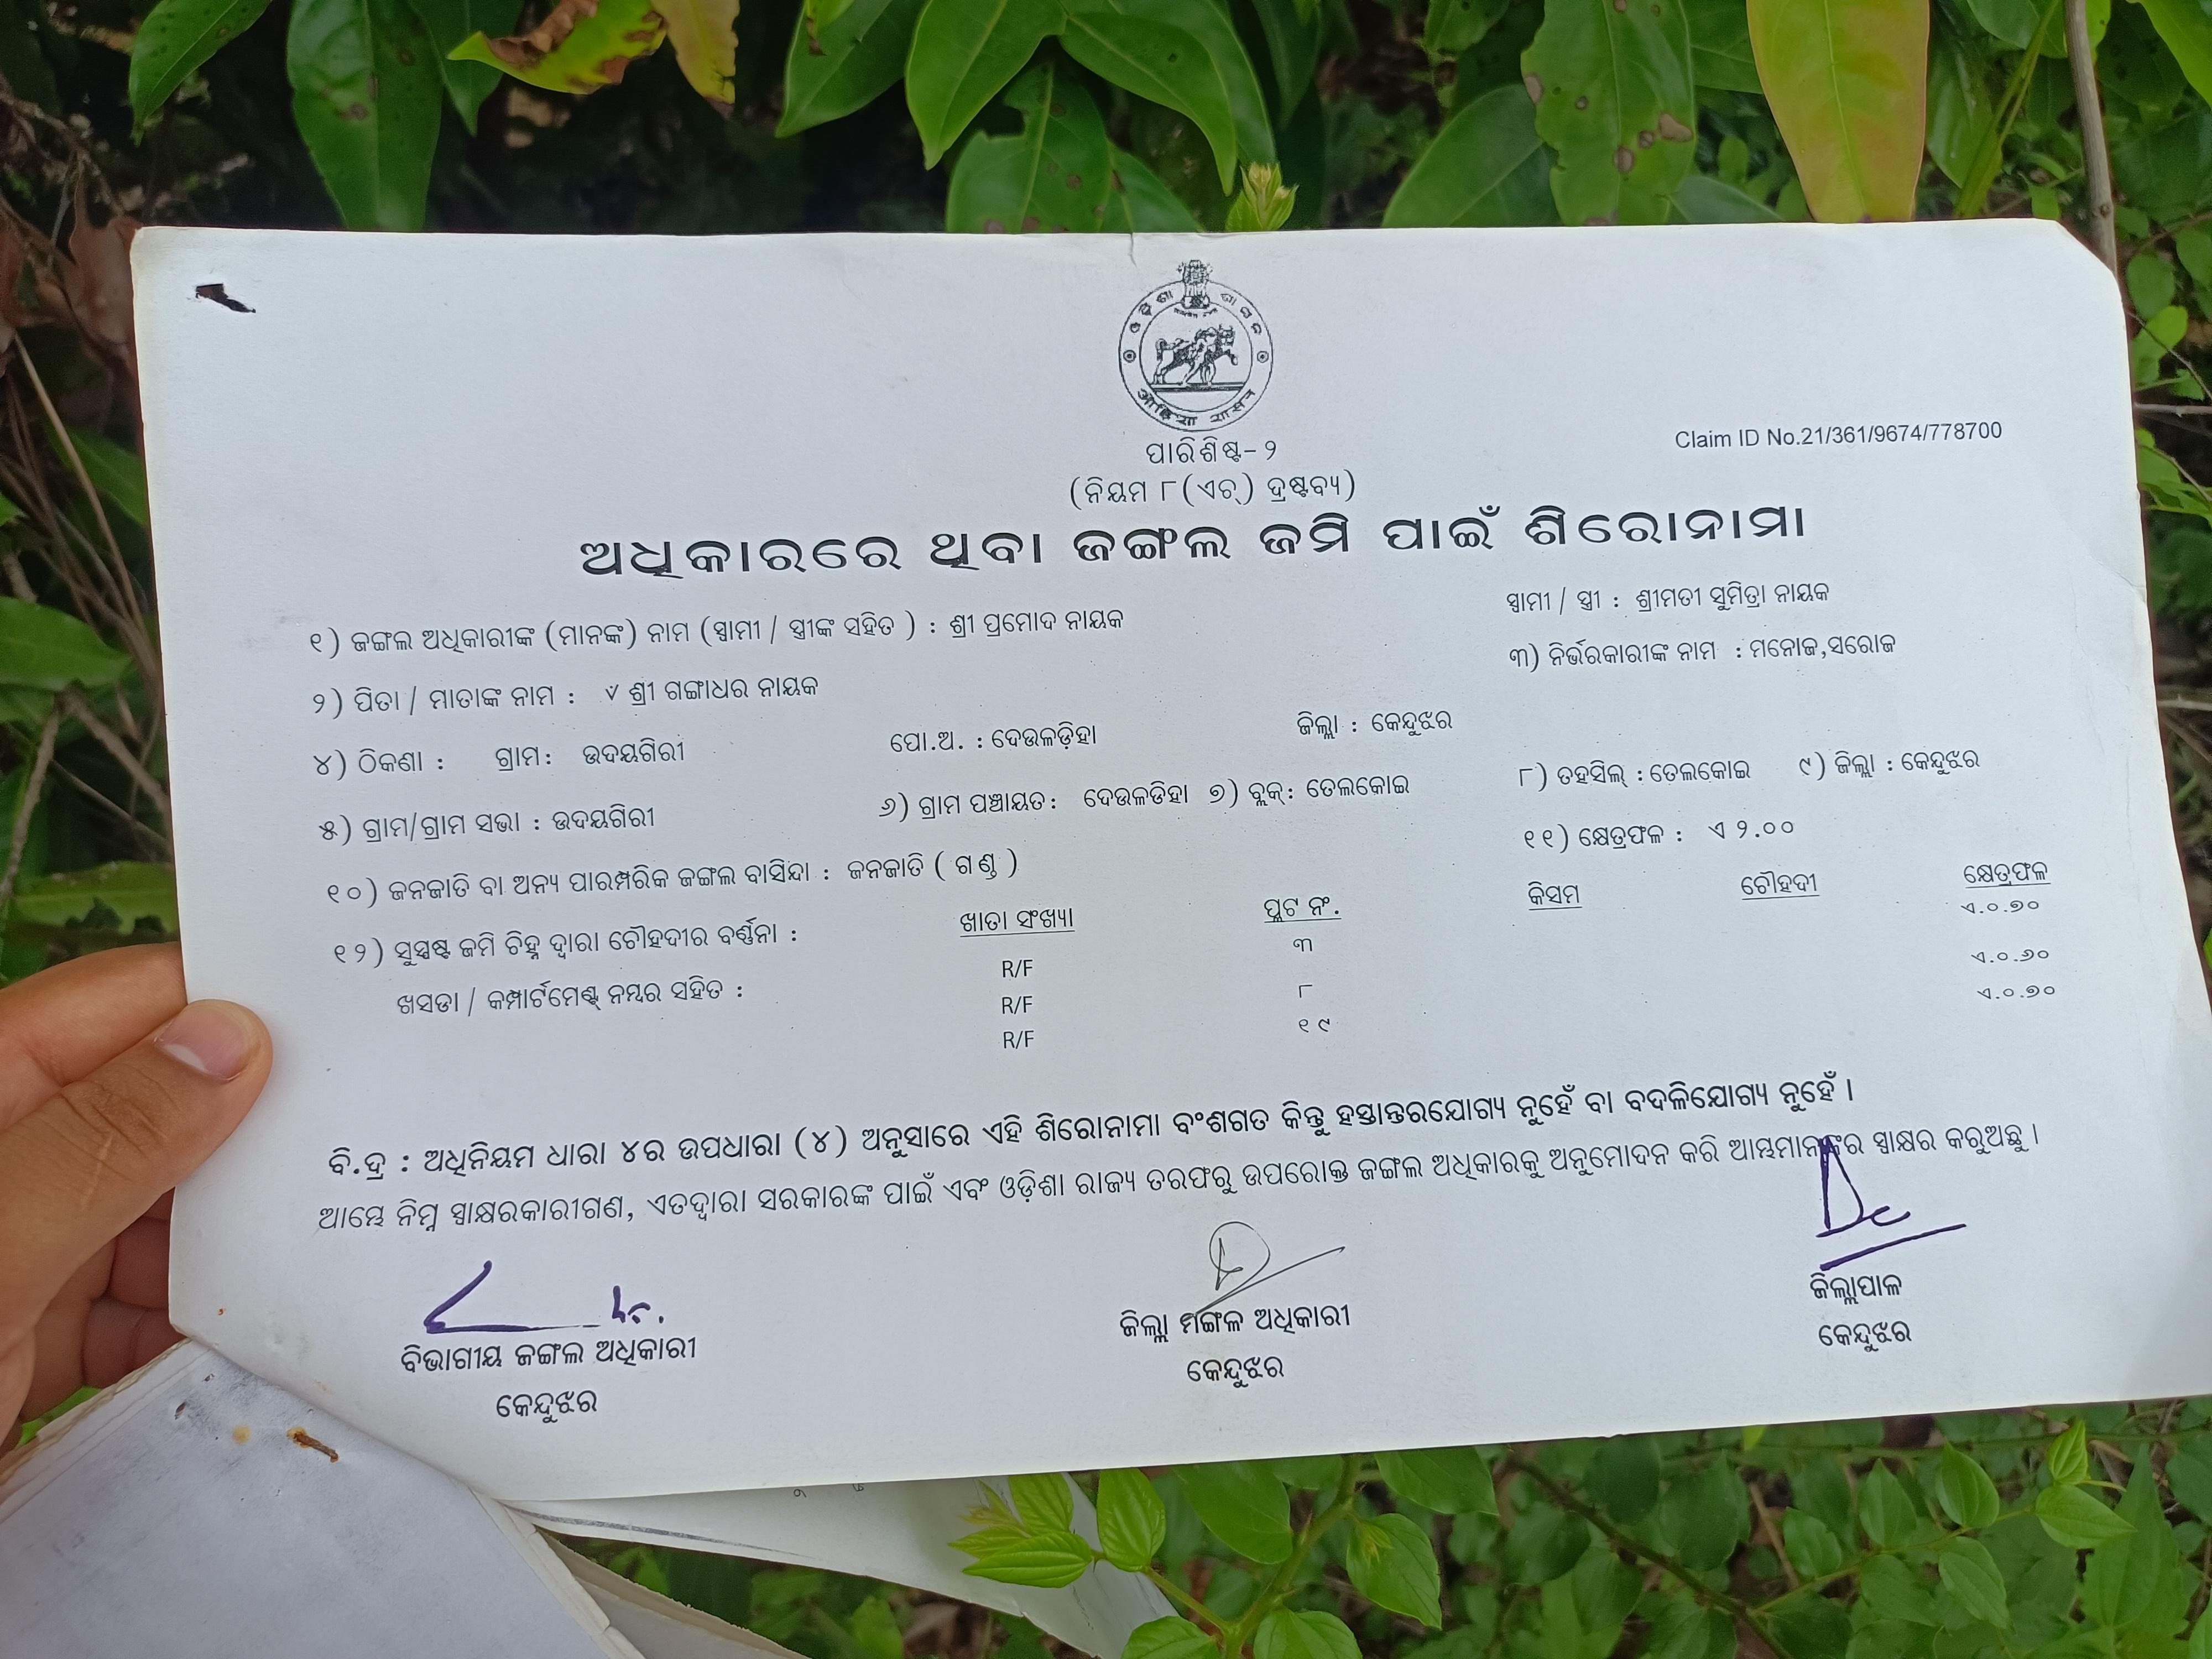 ଓଡ଼ିଶା ଶାସନ
ओड़िशा शासन
ପାରିଶିଷ୍ଟ-୨
Claim ID No.21/361/9674/778700
(ନିୟମ ୮(ଏଚ୍) ଦ୍ରଷ୍ଟବ୍ୟ)
ଅଧିକାରରେ ଥିବା ଜଙ୍ଗଲ ଜମି ପାଇଁ ଶିରୋନାମା
୧) ଜଙ୍ଗଲ ଅଧିକାରୀଙ୍କ (ମାନଙ୍କ) ନାମ (ସ୍ୱାମୀ / ସ୍ତ୍ରୀଙ୍କ ସହିତ ) : ଶ୍ରୀ ପ୍ରମୋଦ ନାୟକ ସ୍ୱାମୀ / ସ୍ତ୍ରୀ : ଶ୍ରୀମତୀ ସୁମିତ୍ରା ନାୟକ
୨) ପିତା / ମାତାଙ୍କ ନାମ : ୰ ଶ୍ରୀ ଗଙ୍ଗାଧର ନାୟକ ୩) ନିର୍ଭରକାରୀଙ୍କ ନାମ : ମନୋଜ,ସରୋଜ
୪) ଠିକଣା : ଗ୍ରାମ: ଉଦୟଗିରୀ ପୋ.ଅ. : ଦେଉଳଡ଼ିହା ଜିଲ୍ଲା : କେନ୍ଦୁଝର
୫) ଗ୍ରାମ/ଗ୍ରାମ ସଭା : ଉଦୟଗିରୀ ୬) ଗ୍ରାମ ପଞ୍ଚାୟତ: ଦେଉଳଡିହା ୭) ବ୍ଲକ୍: ତେଲକୋଇ ୮) ତହସିଲ୍ : ତେଲକୋଇ ୯) ଜିଲ୍ଲା : କେନ୍ଦୁଝର
୧୦) ଜନଜାତି ବା ଅନ୍ୟ ପାରମ୍ପରିକ ଜଙ୍ଗଲ ବାସିନ୍ଦା : ଜନଜାତି ( ଗଣ୍ଡ ) ୧୧) କ୍ଷେତ୍ରଫଳ : ଏ ୨.୦୦
୧୨) ସୁସ୍ପଷ୍ଟ ଜମି ଚିହ୍ନ ଦ୍ୱାରା ଚୌହଦୀର ବର୍ଣ୍ଣନା : ଖାତା ସଂଖ୍ୟା ପ୍ଲଟ ନଂ. କିସମ ଚୌହଦୀ କ୍ଷେତ୍ରଫଳ
ଖସଡା / କମ୍ପାର୍ଟମେଣ୍ଟ ନମ୍ବର ସହିତ : R/F ୩ ଏ.୦.୭୦
R/F ୮ ଏ.୦.୬୦
R/F ୧୯ ଏ.୦.୭୦
ବି.ଦ୍ର : ଅଧିନିୟମ ଧାରା ୪ର ଉପଧାରା (୪) ଅନୁସାରେ ଏହି ଶିରୋନାମା ବଂଶଗତ କିନ୍ତୁ ହସ୍ତାନ୍ତରଯୋଗ୍ୟ ନୁହେଁ ବା ବଦଳିଯୋଗ୍ୟ ନୁହେଁ ।
ଆମ୍ଭେ ନିମ୍ନ ସ୍ୱାକ୍ଷରକାରୀଗଣ, ଏତଦ୍ୱାରା ସରକାରଙ୍କ ପାଇଁ ଏବଂ ଓଡ଼ିଶା ରାଜ୍ୟ ତରଫରୁ ଉପରୋକ୍ତ ଜଙ୍ଗଲ ଅଧିକାରକୁ ଅନୁମୋଦନ କରି ଆମ୍ଭମାନଙ୍କର ସ୍ୱାକ୍ଷର କରୁଅଛୁ ।
ବିଭାଗୀୟ ଜଙ୍ଗଲ ଅଧିକାରୀ ଜିଲ୍ଲା ମଙ୍ଗଳ ଅଧିକାରୀ ଜିଲ୍ଲାପାଳ
କେନ୍ଦୁଝର କେନ୍ଦୁଝର କେନ୍ଦୁଝର